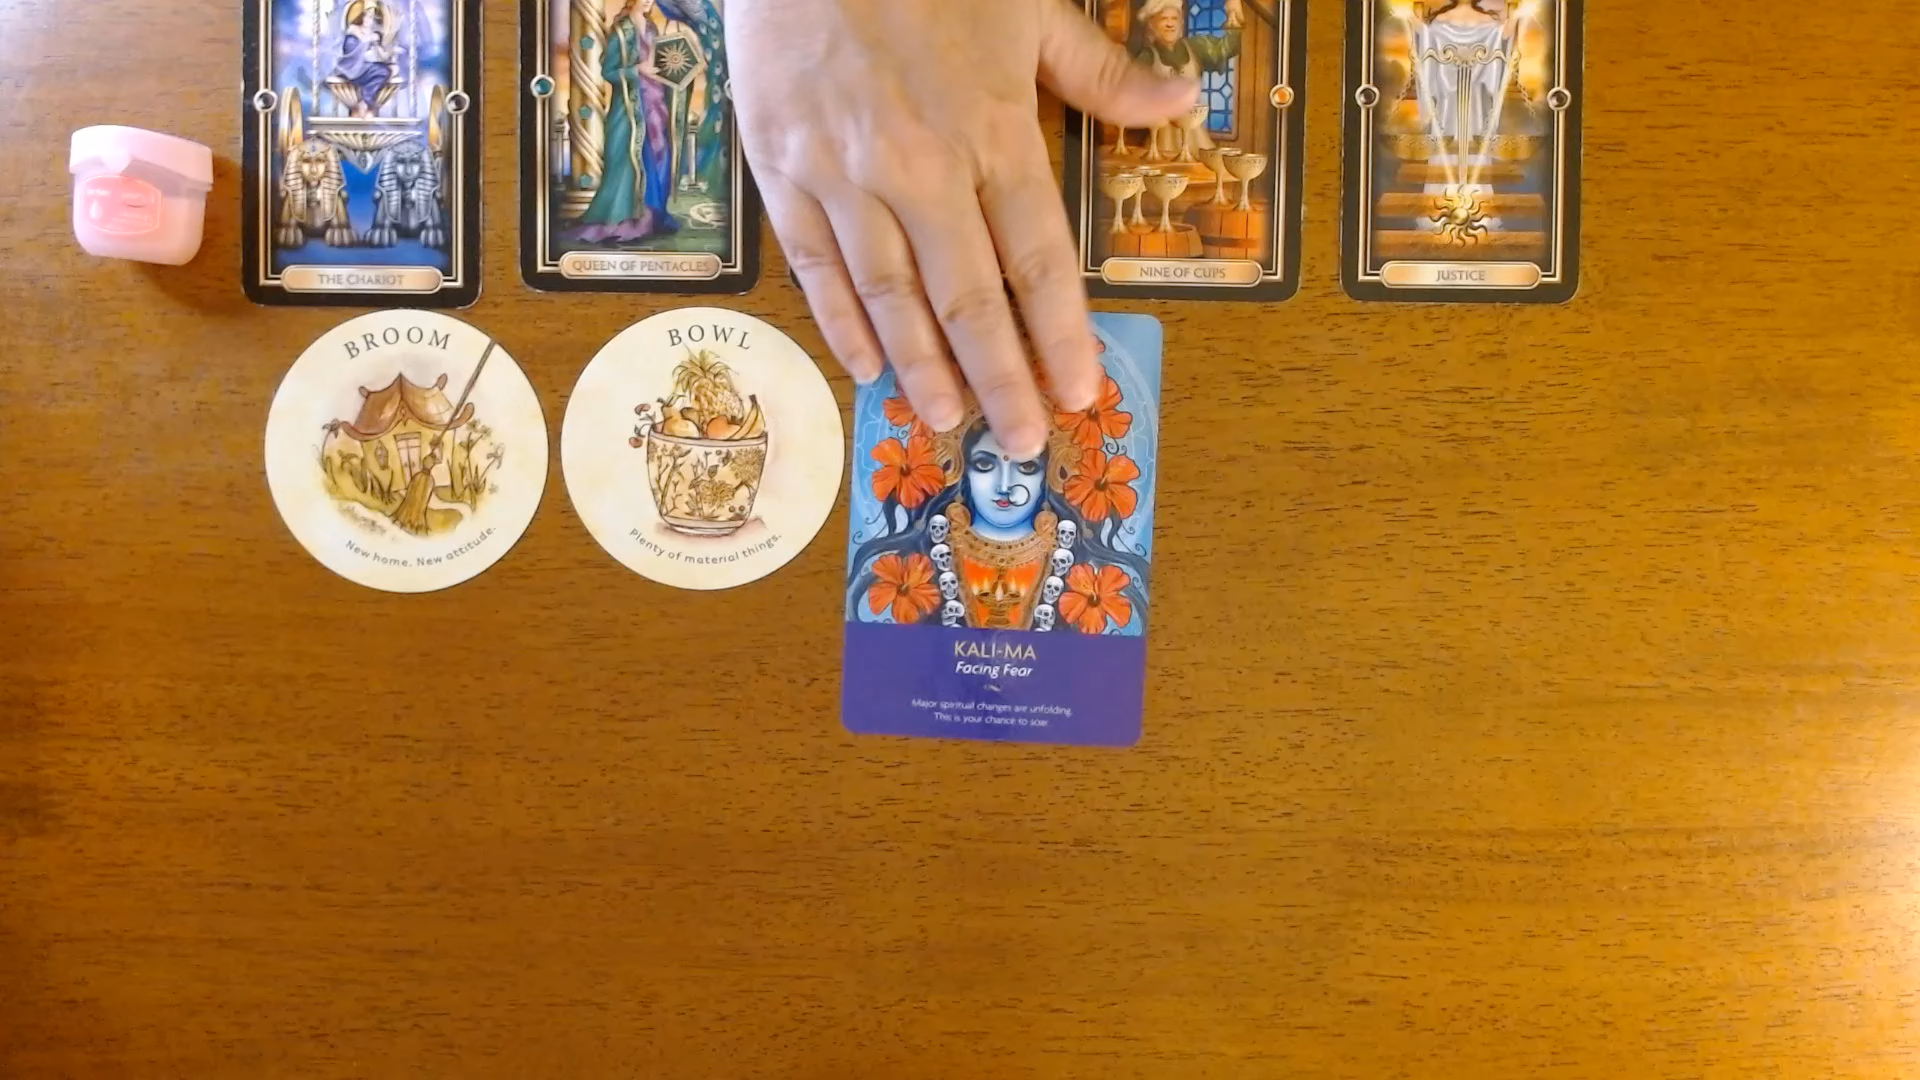 THE CHARIOT
QUEEN OF PENTACLES
NINE OF CUPS
JUSTICE
BROOM
New home. New attitude.
BOWL
Plenty of material things.
KALI-MA
Facing Fear
Major spiritual changes are unfolding.
This is your chance to soar.